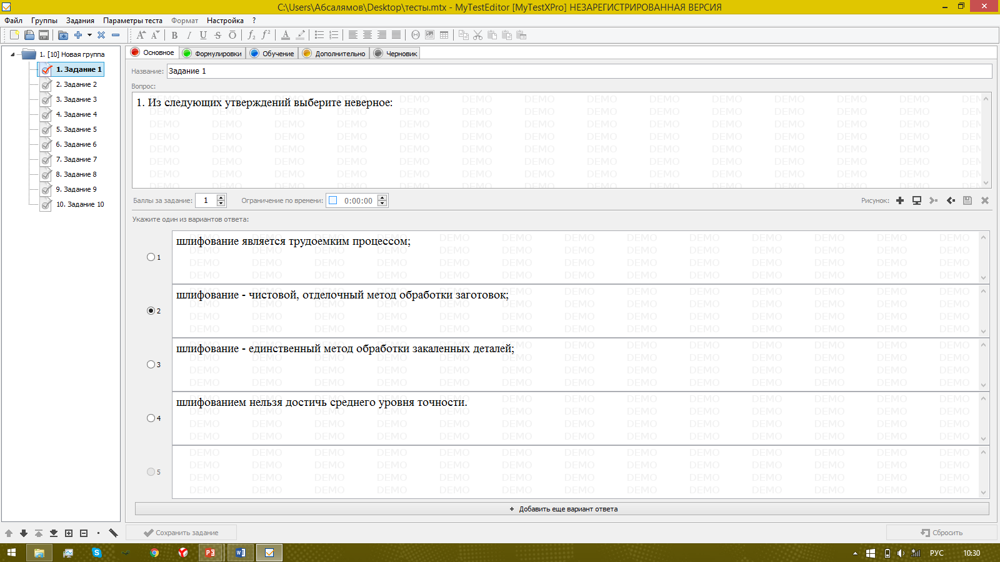 C:\Users\Абсалямов\Desktop\тесты.mtx - MyTestEditor [MyTestXPro] НЕЗАРЕГИСТРИРОВАННАЯ ВЕРСИЯ
Файл Группы Задания Параметры теста Формат Настройка ?
1. [10] Новая группа
1. Задание 1
2. Задание 2
3. Задание 3
4. Задание 4
5. Задание 5
6. Задание 6
7. Задание 7
8. Задание 8
9. Задание 9
10. Задание 10
Основное Формулировки Обучение Дополнительно Черновик
Название: Задание 1
Вопрос:
1. Из следующих утверждений выберите неверное:
Баллы за задание: 1 Ограничение по времени: 0:00:00 Рисунок:
Укажите один из вариантов ответа:
1 шлифование является трудоемким процессом;
2 шлифование - чистовой, отделочный метод обработки заготовок;
3 шлифование - единственный метод обработки закаленных деталей;
4 шлифованием нельзя достичь среднего уровня точности.
5
+ Добавить еще вариант ответа
Сохранить задание Сбросить
РУС 10:30